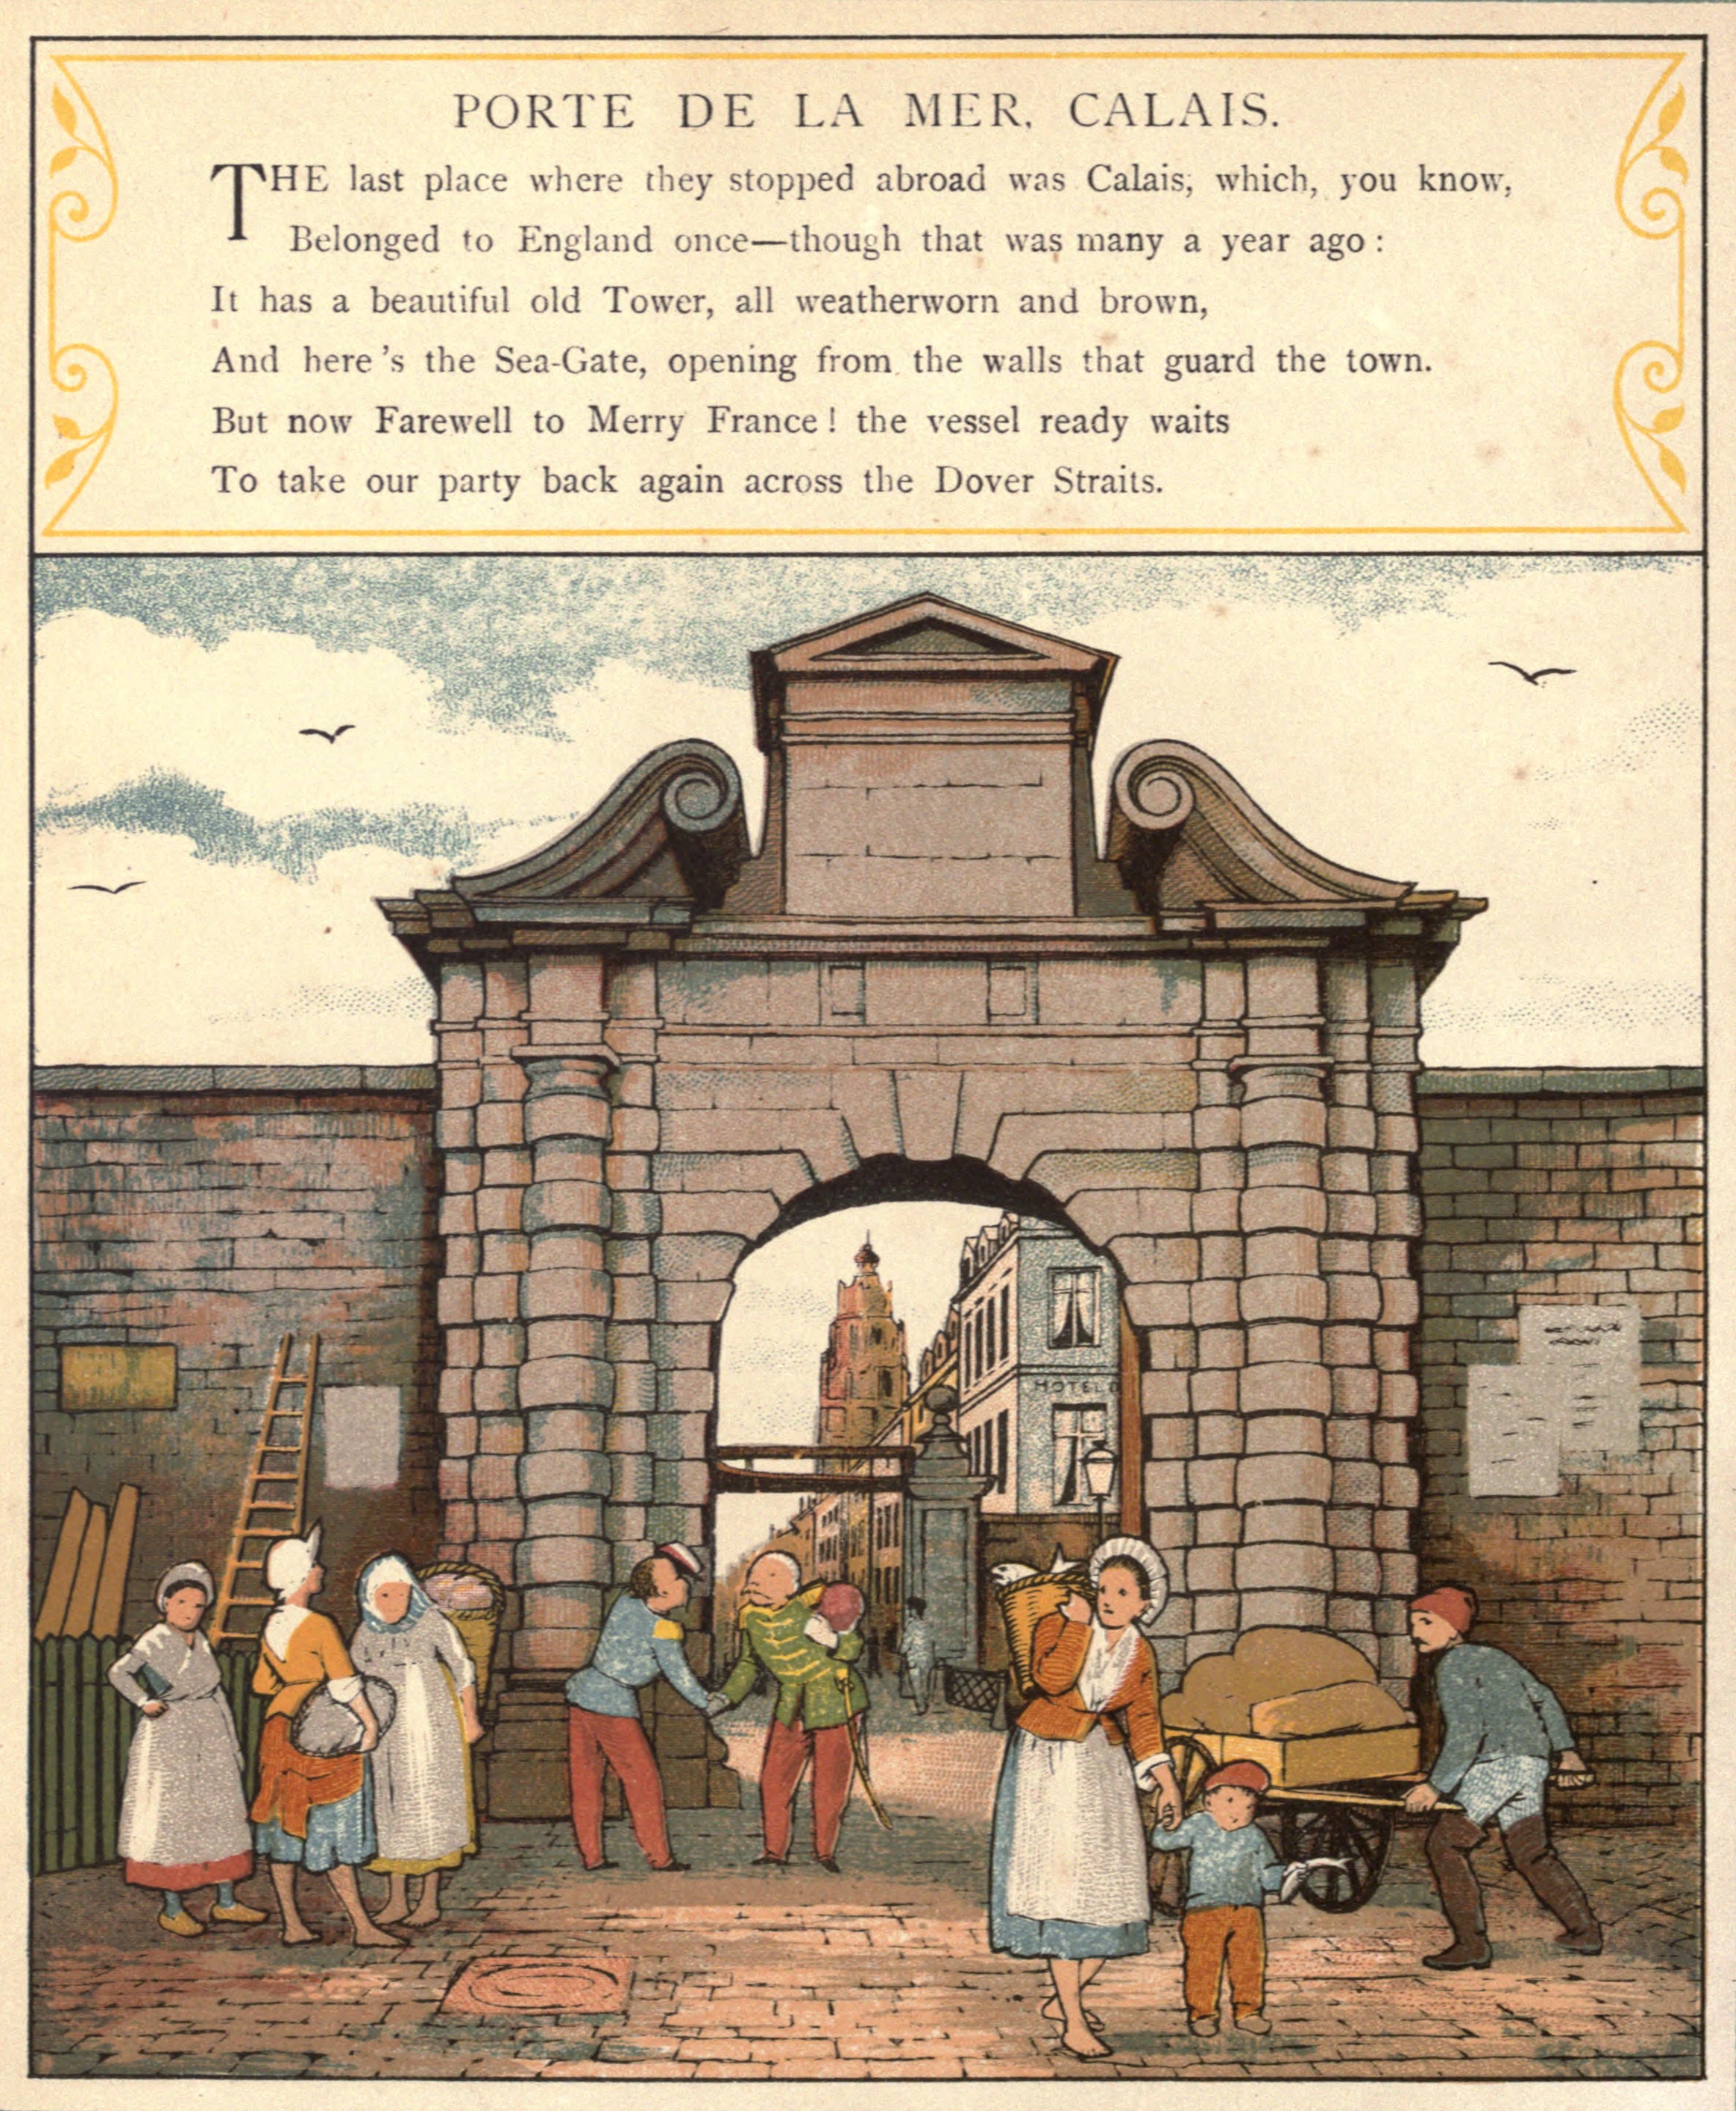 PORTE DE LA MER, CALAIS.
THE last place where they stopped abroad was Calais, which, you know,
Belonged to England once—though that was many a year ago:
It has a beautiful old Tower, all weatherworn and brown,
And here's the Sea-Gate, opening from the walls that guard the town.
But now Farewell to Merry France! the vessel ready waits
To take our party back again across the Dover Straits.
HOTEL D